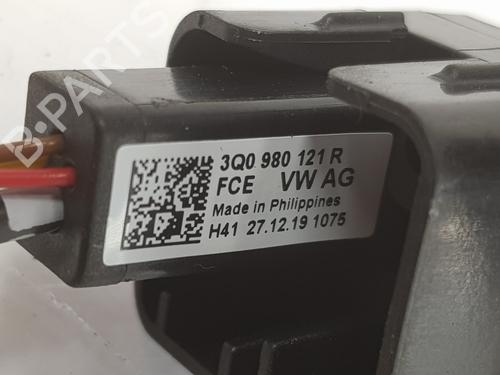 B-PARTS
3Q0 980 121 R
FCE VW AG
Made in Philippines
H41 27.12.19 1075